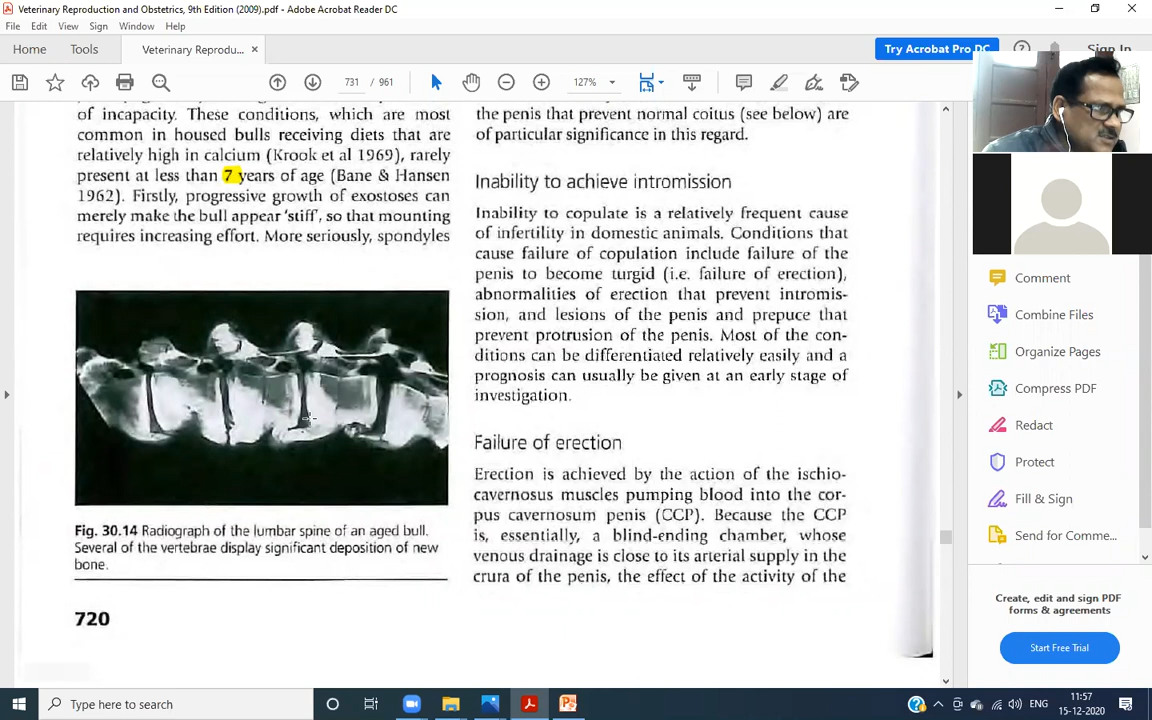 Veterinary Reproduction and Obstetrics, 9th Edition (2009).pdf - Adobe Acrobat Reader DC
File Edit View Sign Window Help
Home Tools Veterinary Reprodu... ×
Try Acrobat Pro DC
Sign In
731 / 961
127%
of incapacity. These conditions, which are most
common in housed bulls receiving diets that are
relatively high in calcium (Krook et al 1969), rarely
present at less than 7 years of age (Bane & Hansen
1962). Firstly, progressive growth of exostoses can
merely make the bull appear 'stiff', so that mounting
requires increasing effort. More seriously, spondyles
Fig. 30.14 Radiograph of the lumbar spine of an aged bull.
Several of the vertebrae display significant deposition of new
bone.
720
the penis that prevent normal coitus (see below) are
of particular significance in this regard.
Inability to achieve intromission
Inability to copulate is a relatively frequent cause
of infertility in domestic animals. Conditions that
cause failure of copulation include failure of the
penis to become turgid (i.e. failure of erection),
abnormalities of erection that prevent intromis-
sion, and lesions of the penis and prepuce that
prevent protrusion of the penis. Most of the con-
ditions can be differentiated relatively easily and a
prognosis can usually be given at an early stage of
investigation.
Failure of erection
Erection is achieved by the action of the ischio-
cavernosus muscles pumping blood into the cor-
pus cavernosum penis (CCP). Because the CCP
is, essentially, a blind-ending chamber, whose
venous drainage is close to its arterial supply in the
crura of the penis, the effect of the activity of the
Comment
Combine Files
Organize Pages
Compress PDF
Redact
Protect
Fill & Sign
Send for Comme...
Create, edit and sign PDF
forms & agreements
Start Free Trial
Type here to search
ENG
11:57
15-12-2020